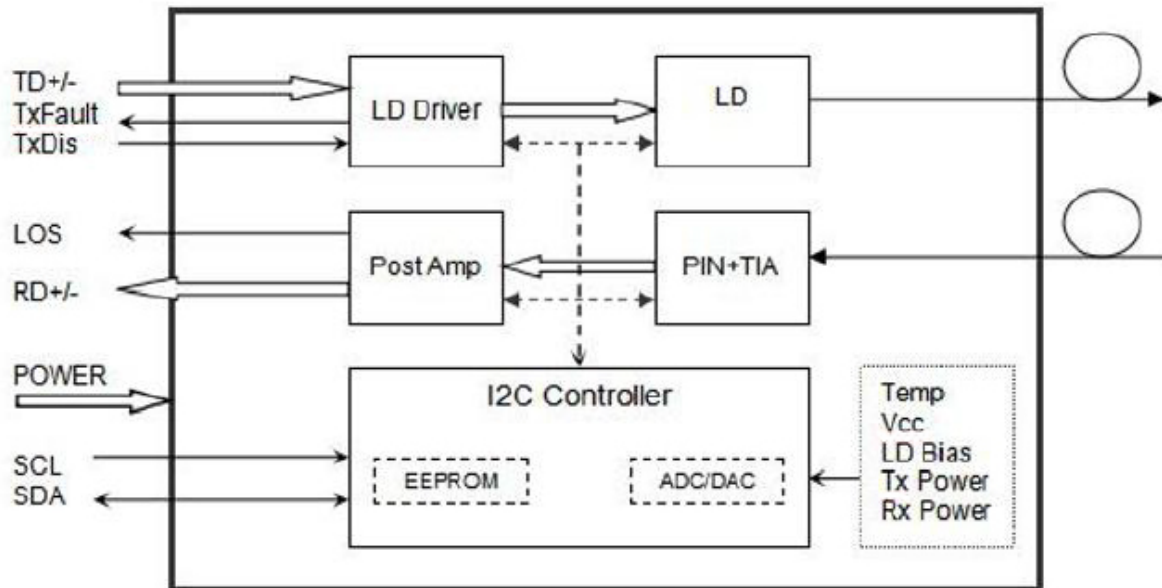 TD+/-
TxFault
TxDis
LD Driver
LD
LOS
RD+/-
Post Amp
PIN+TIA
POWER
SCL
SDA
I2C Controller
EEPROM
ADC/DAC
Temp
Vcc
LD Bias
Tx Power
Rx Power